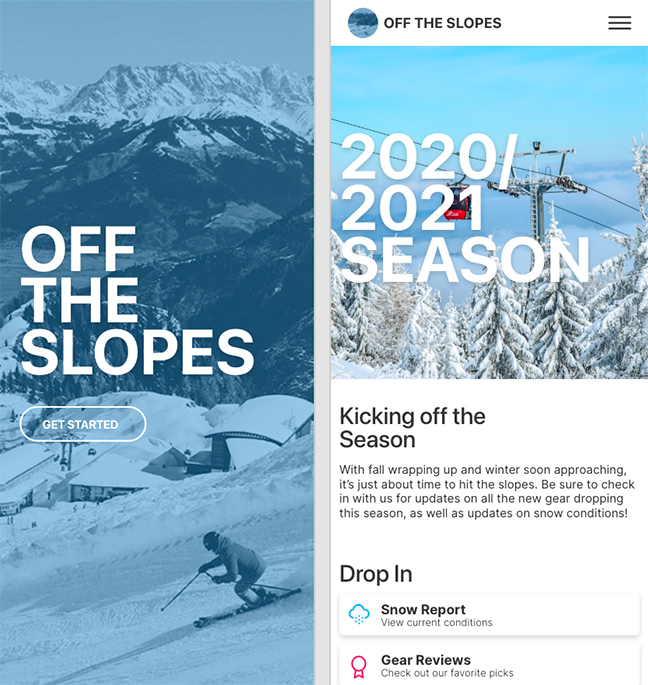 OFF
THE
SLOPES
GET STARTED
OFF THE SLOPES
2020/
2021
SEASON
Kicking off the
Season
With fall wrapping up and winter soon approaching,
it’s just about time to hit the slopes. Be sure to check
in with us for updates on all the new gear dropping
this season, as well as updates on snow conditions!
Drop In
Snow Report
View current conditions
Gear Reviews
Check out our favorite picks